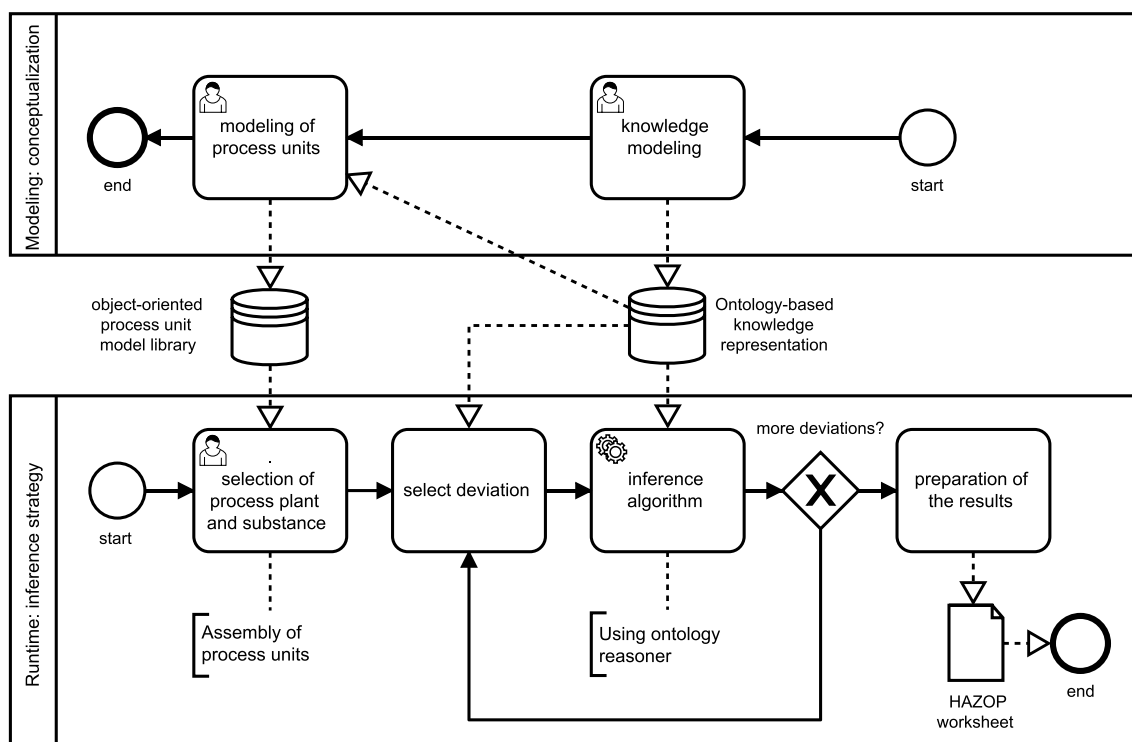 Modeling: conceptualization
modeling of
process units
knowledge
modeling
end
start
object-oriented
process unit
model library
Ontology-based
knowledge
representation
Runtime: inference strategy
more deviations?
.
selection of
process plant
and substance
select deviation
inference
algorithm
X
preparation of
the results
start
Assembly of
process units
Using ontology
reasoner
HAZOP
worksheet
end